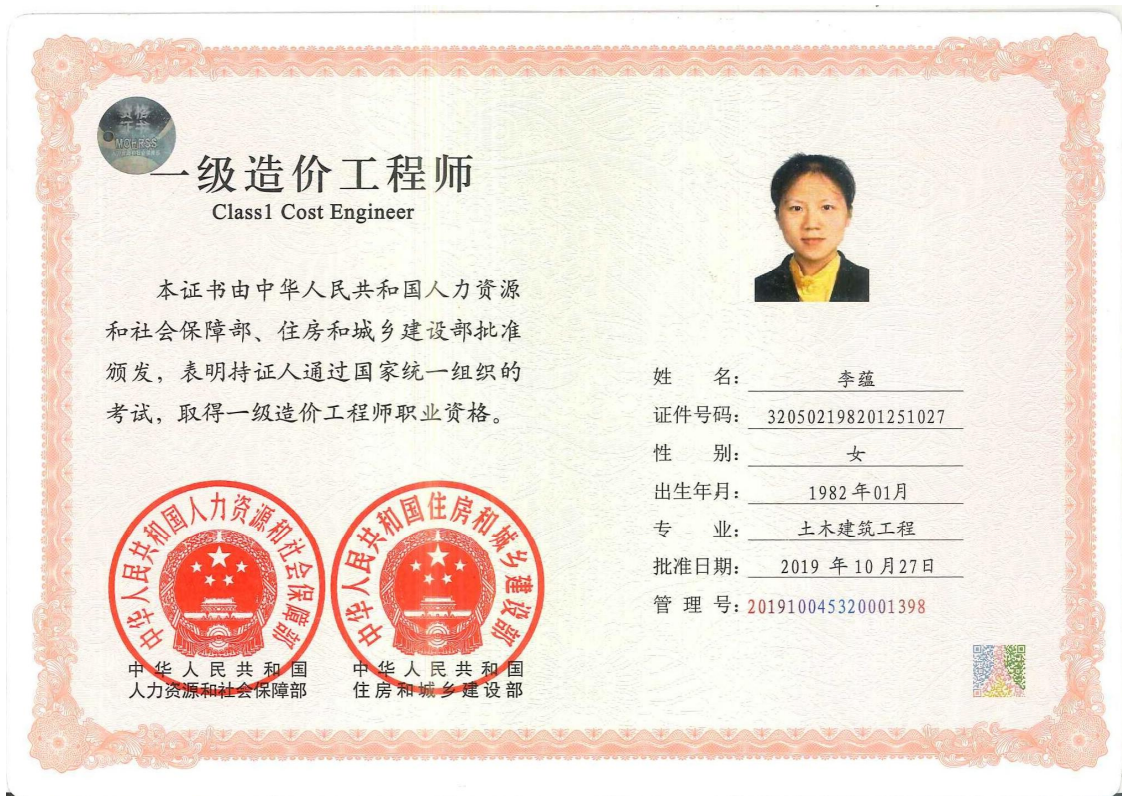 资格
证书
MOHRSS
一级造价工程师
Class1 Cost Engineer
本证书由中华人民共和国人力资源
和社会保障部、住房和城乡建设部批准
颁发，表明持证人通过国家统一组织的
考试，取得一级造价工程师职业资格。
中华人民共和国人力资源和社会保障部
中华人民共和国住房和城乡建设部
中华人民共和国
人力资源和社会保障部
中华人民共和国
住房和城乡建设部
姓 名：李蕴
证件号码：320502198201251027
性 别：女
出生年月：1982年01月
专 业：土木建筑工程
批准日期：2019 年 10 月27日
管 理 号：201910045320001398